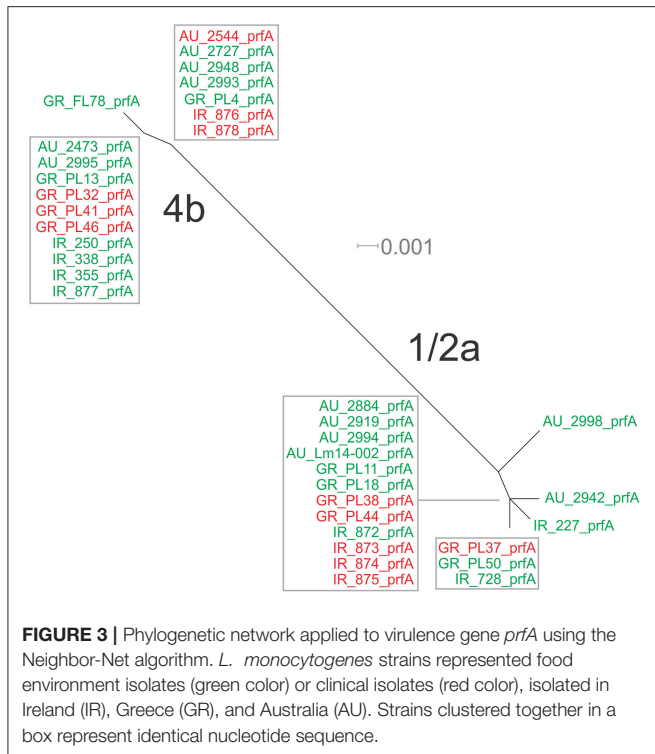 AU_2544_prfA
AU_2727_prfA
AU_2948_prfA
AU_2993_prfA
GR_PL4_prfA
IR_876_prfA
IR_878_prfA
GR_FL78_prfA
AU_2473_prfA
AU_2995_prfA
GR_PL13_prfA
GR_PL32_prfA
GR_PL41_prfA
GR_PL46_prfA
IR_250_prfA
IR_338_prfA
IR_355_prfA
IR_877_prfA
4b
0.001
1/2a
AU_2884_prfA
AU_2919_prfA
AU_2994_prfA
AU_Lm14-002_prfA
GR_PL11_prfA
GR_PL18_prfA
GR_PL38_prfA
GR_PL44_prfA
IR_872_prfA
IR_873_prfA
IR_874_prfA
IR_875_prfA
AU_2998_prfA
AU_2942_prfA
IR_227_prfA
GR_PL37_prfA
GR_PL50_prfA
IR_728_prfA
FIGURE 3 | Phylogenetic network applied to virulence gene prfA using the
Neighbor-Net algorithm. L. monocytogenes strains represented food
environment isolates (green color) or clinical isolates (red color), isolated in
Ireland (IR), Greece (GR), and Australia (AU). Strains clustered together in a
box represent identical nucleotide sequence.